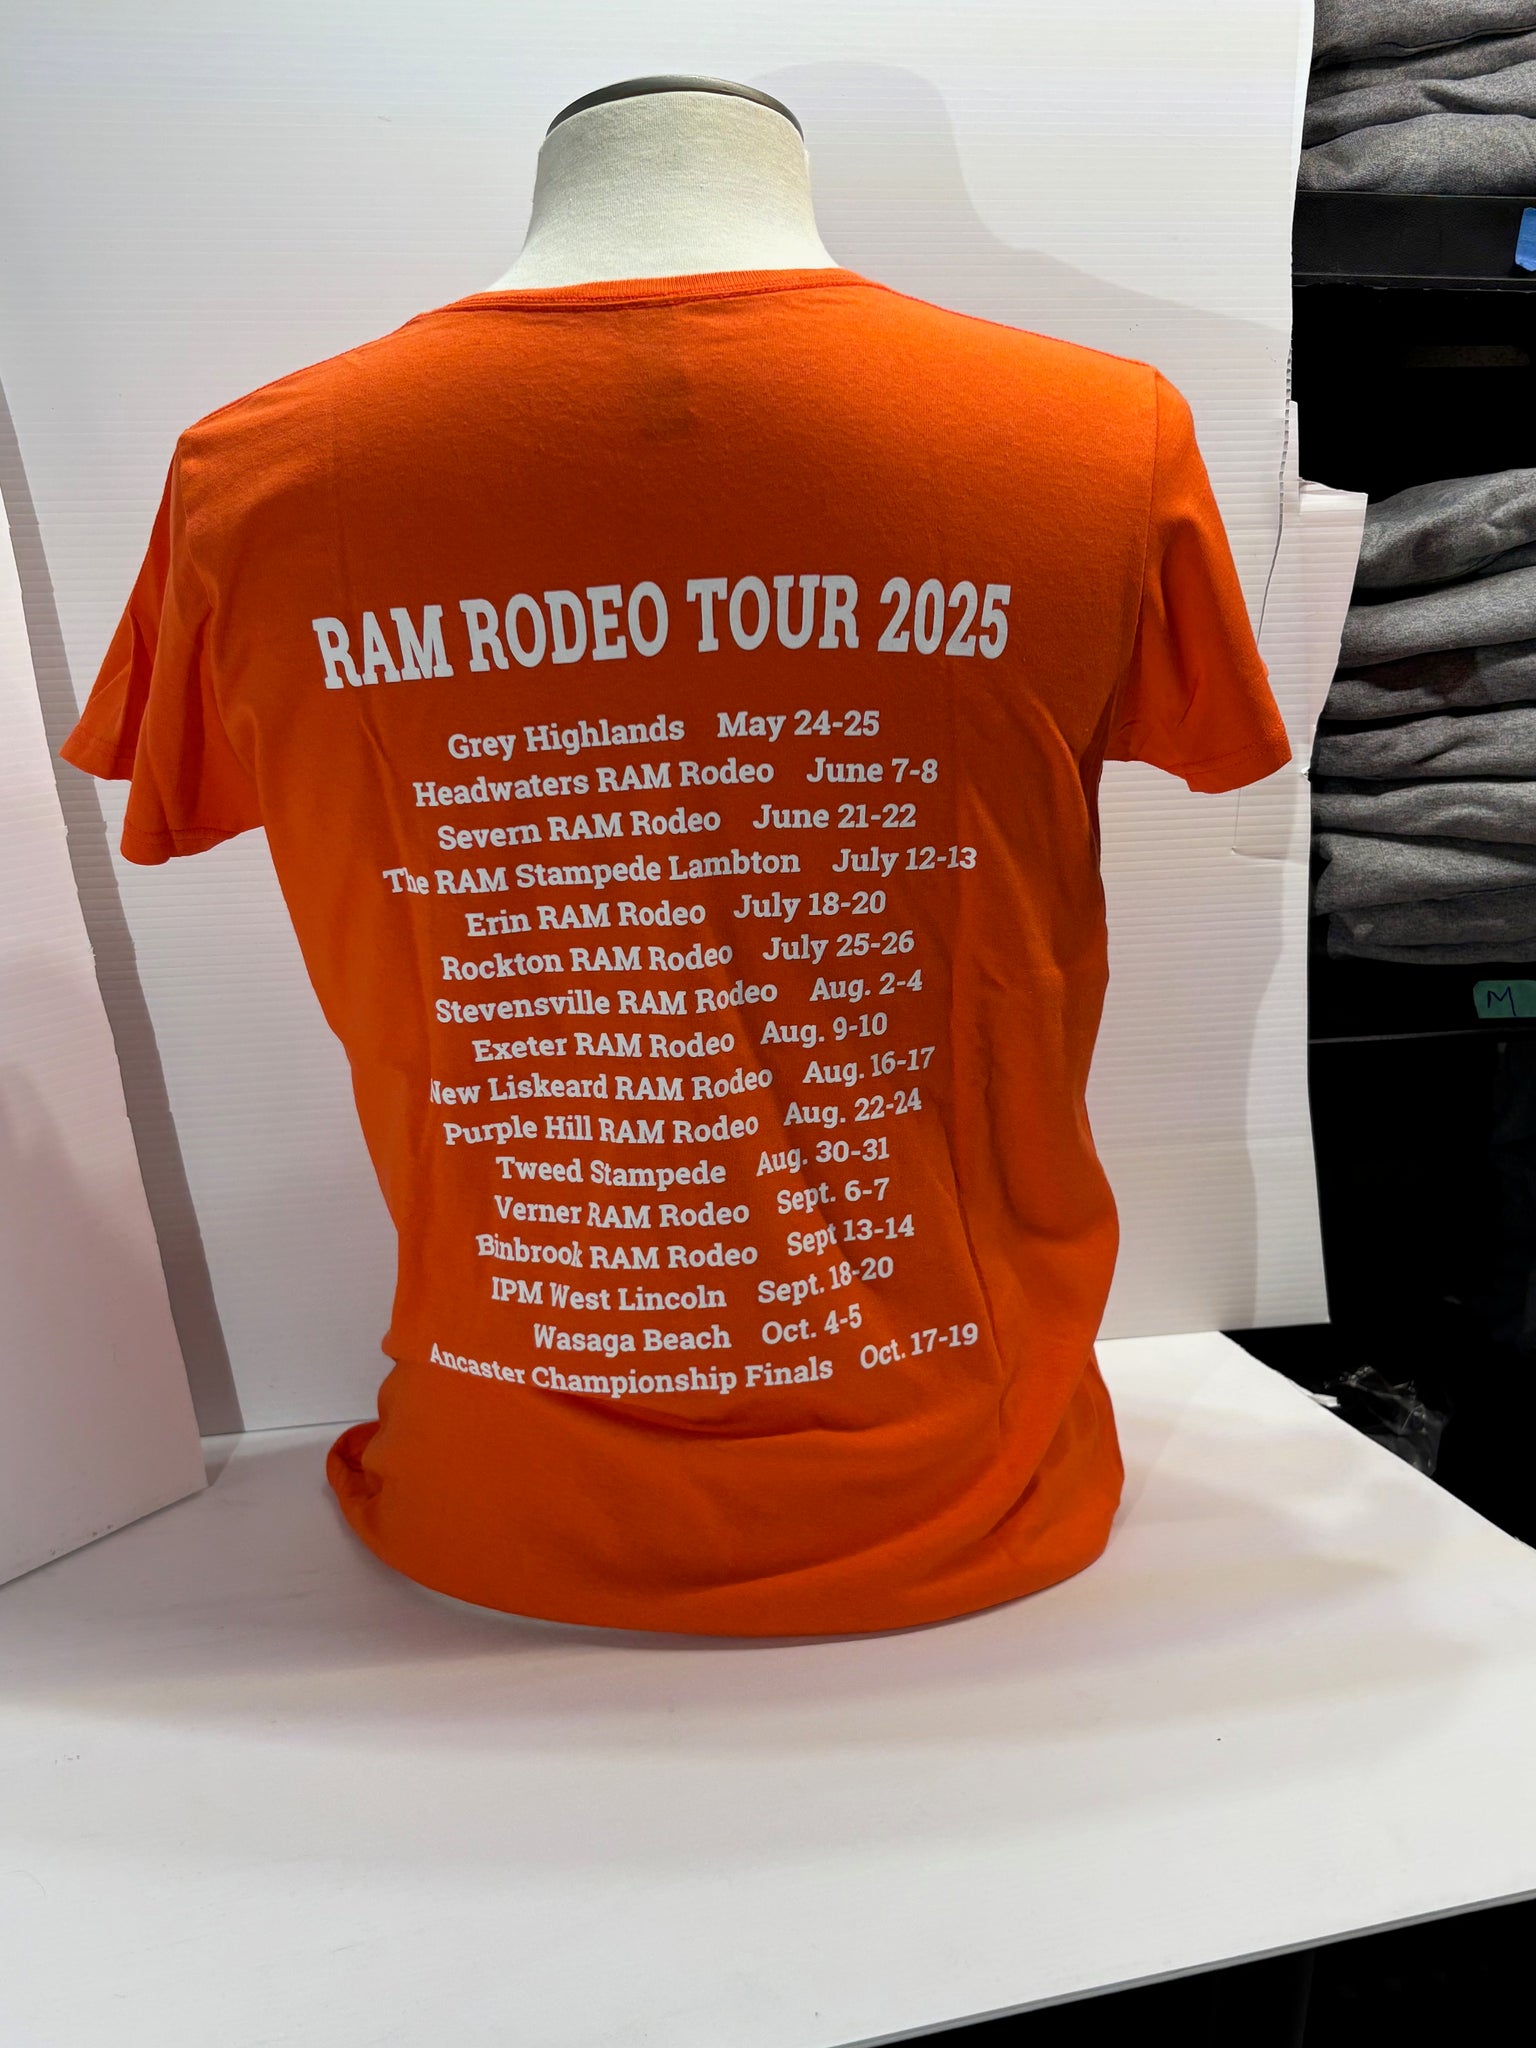 RAM RODEO TOUR 2025
Grey Highlands May 24-25
Headwaters RAM Rodeo June 7-8
Severn RAM Rodeo June 21-22
The RAM Stampede Lambton July 12-13
Erin RAM Rodeo July 18-20
Rockton RAM Rodeo July 25-26
Stevensville RAM Rodeo Aug. 2-4
Exeter RAM Rodeo Aug. 9-10
New Liskeard RAM Rodeo Aug. 16-17
Purple Hill RAM Rodeo Aug. 22-24
Tweed Stampede Aug. 30-31
Verner RAM Rodeo Sept. 6-7
Binbrook RAM Rodeo Sept 13-14
IPM West Lincoln Sept. 18-20
Wasaga Beach Oct. 4-5
Ancaster Championship Finals Oct. 17-19
M